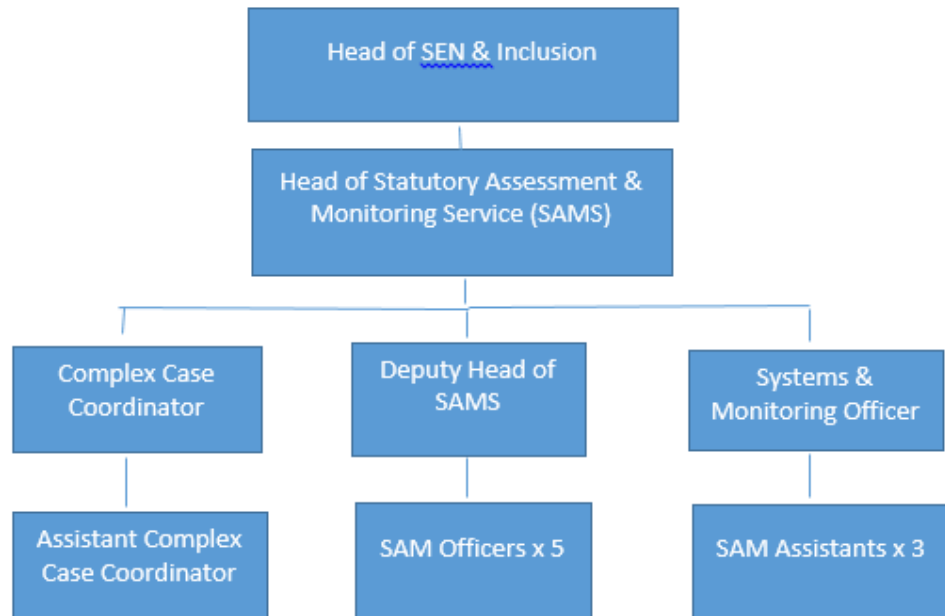 Head of SEN & Inclusion
Head of Statutory Assessment &
Monitoring Service (SAMS)
Complex Case
Coordinator
Deputy Head of
SAMS
Systems &
Monitoring Officer
Assistant Complex
Case Coordinator
SAM Officers x 5
SAM Assistants x 3